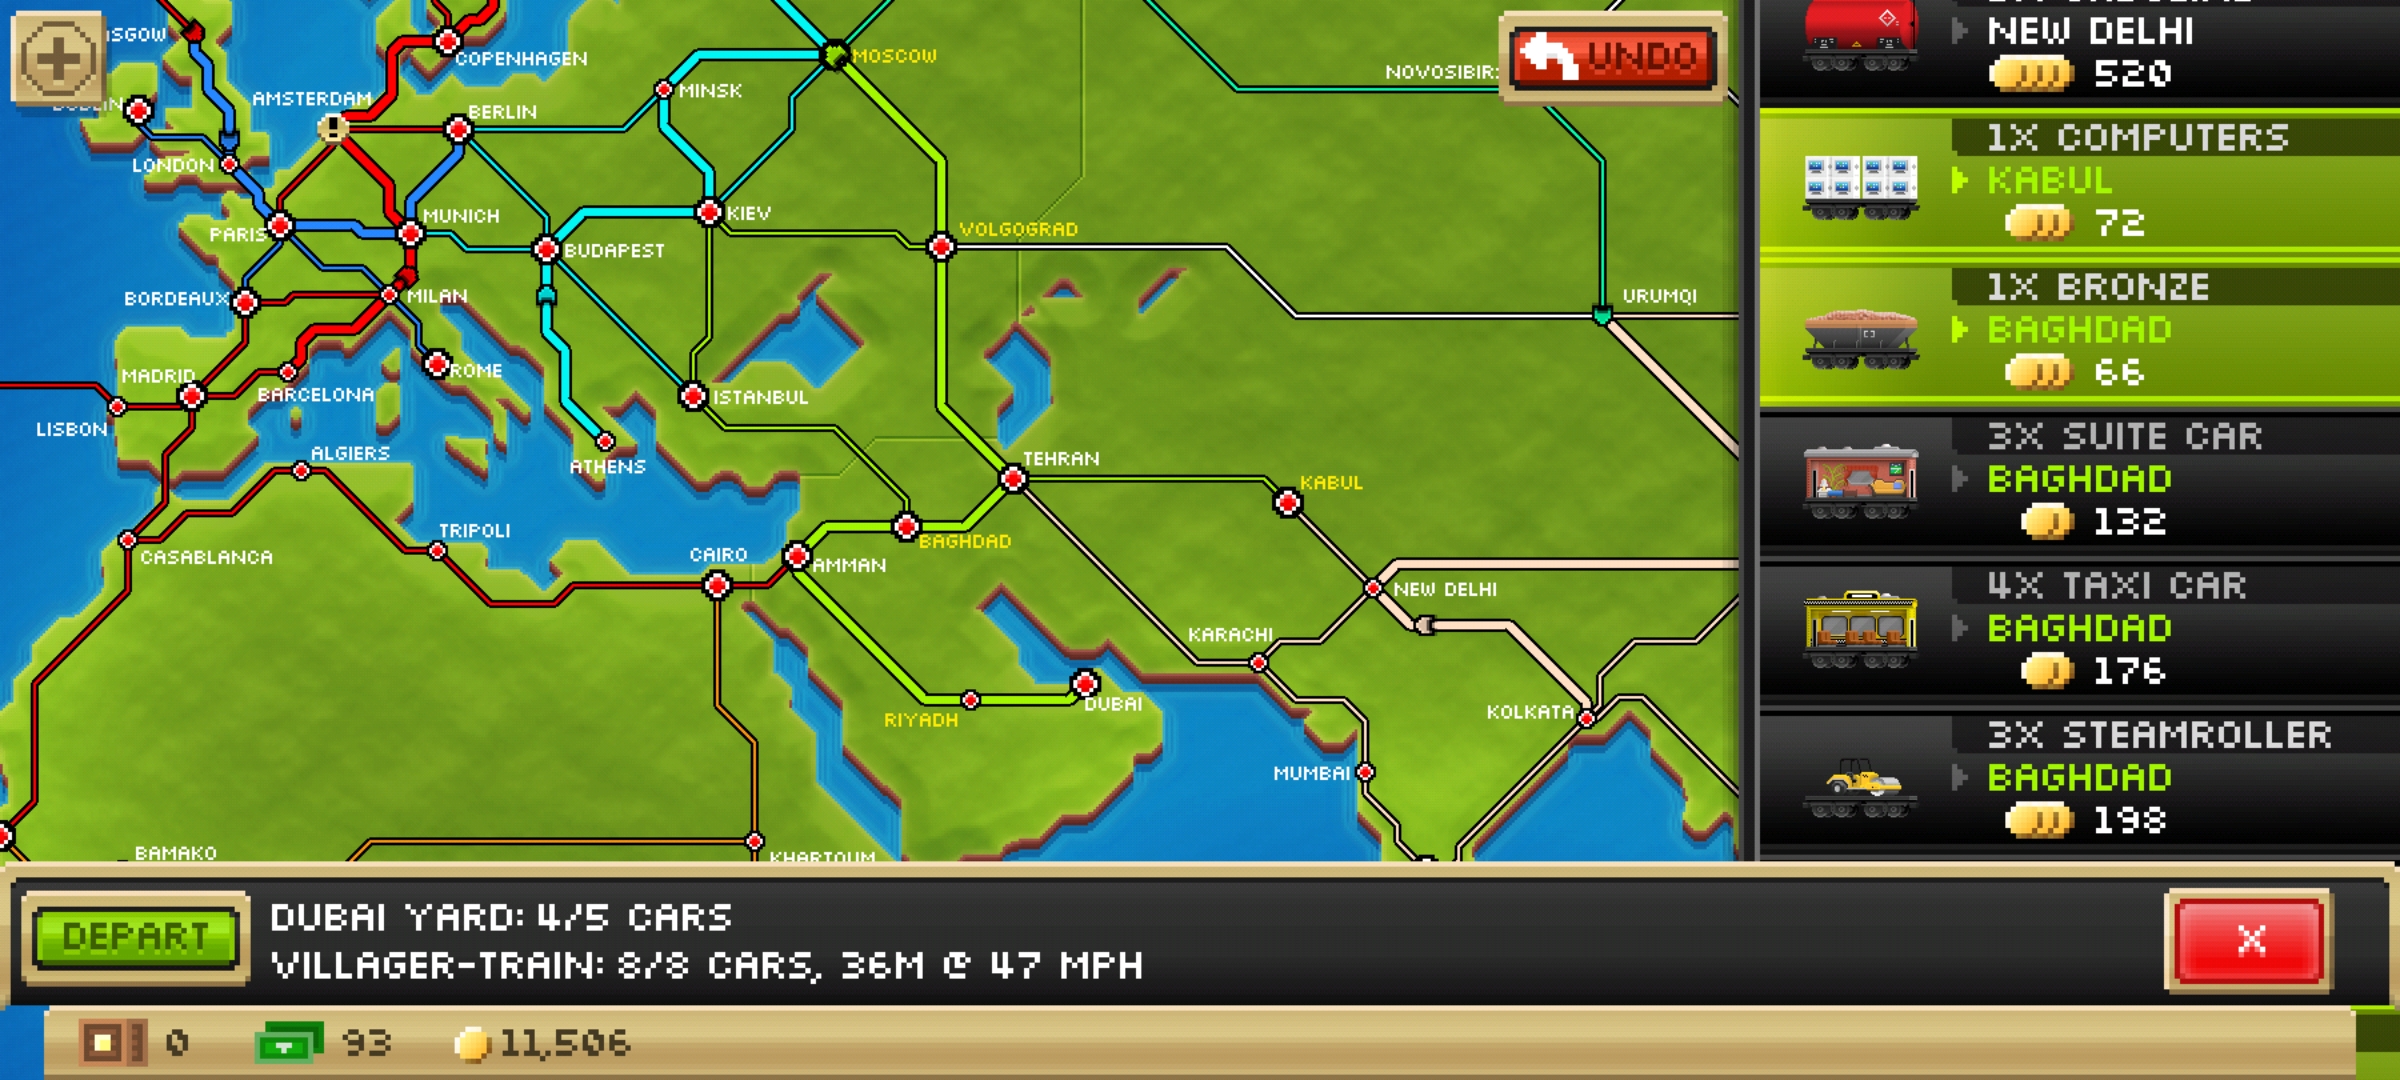 COPENHAGEN
MOSCOW
NOVOSIBIR
UNDO
AMSTERDAM
BERLIN
MINSK
LONDON
PARIS
MUNICH
KIEV
VOLGOGRAD
BUDAPEST
BORDEAUX
MILAN
URUMQI
MADRID
BARCELONA
ROME
ISTANBUL
LISBON
ALGIERS
ATHENS
TEHRAN
KABUL
CASABLANCA
TRIPOLI
CAIRO
BAGHDAD
AMMAN
NEW DELHI
KARACHI
RIYADH
DUBAI
KOLKATA
MUMBAI
BAMAKO
KHARTOUM
NEW DELHI
520
1X COMPUTERS
KABUL
72
1X BRONZE
BAGHDAD
66
3X SUITE CAR
BAGHDAD
132
4X TAXI CAR
BAGHDAD
176
3X STEAMROLLER
BAGHDAD
198
DEPART
DUBAI YARD: 4/5 CARS
VILLAGER-TRAIN: 8/8 CARS, 36M @ 47 MPH
X
0
93
11,506